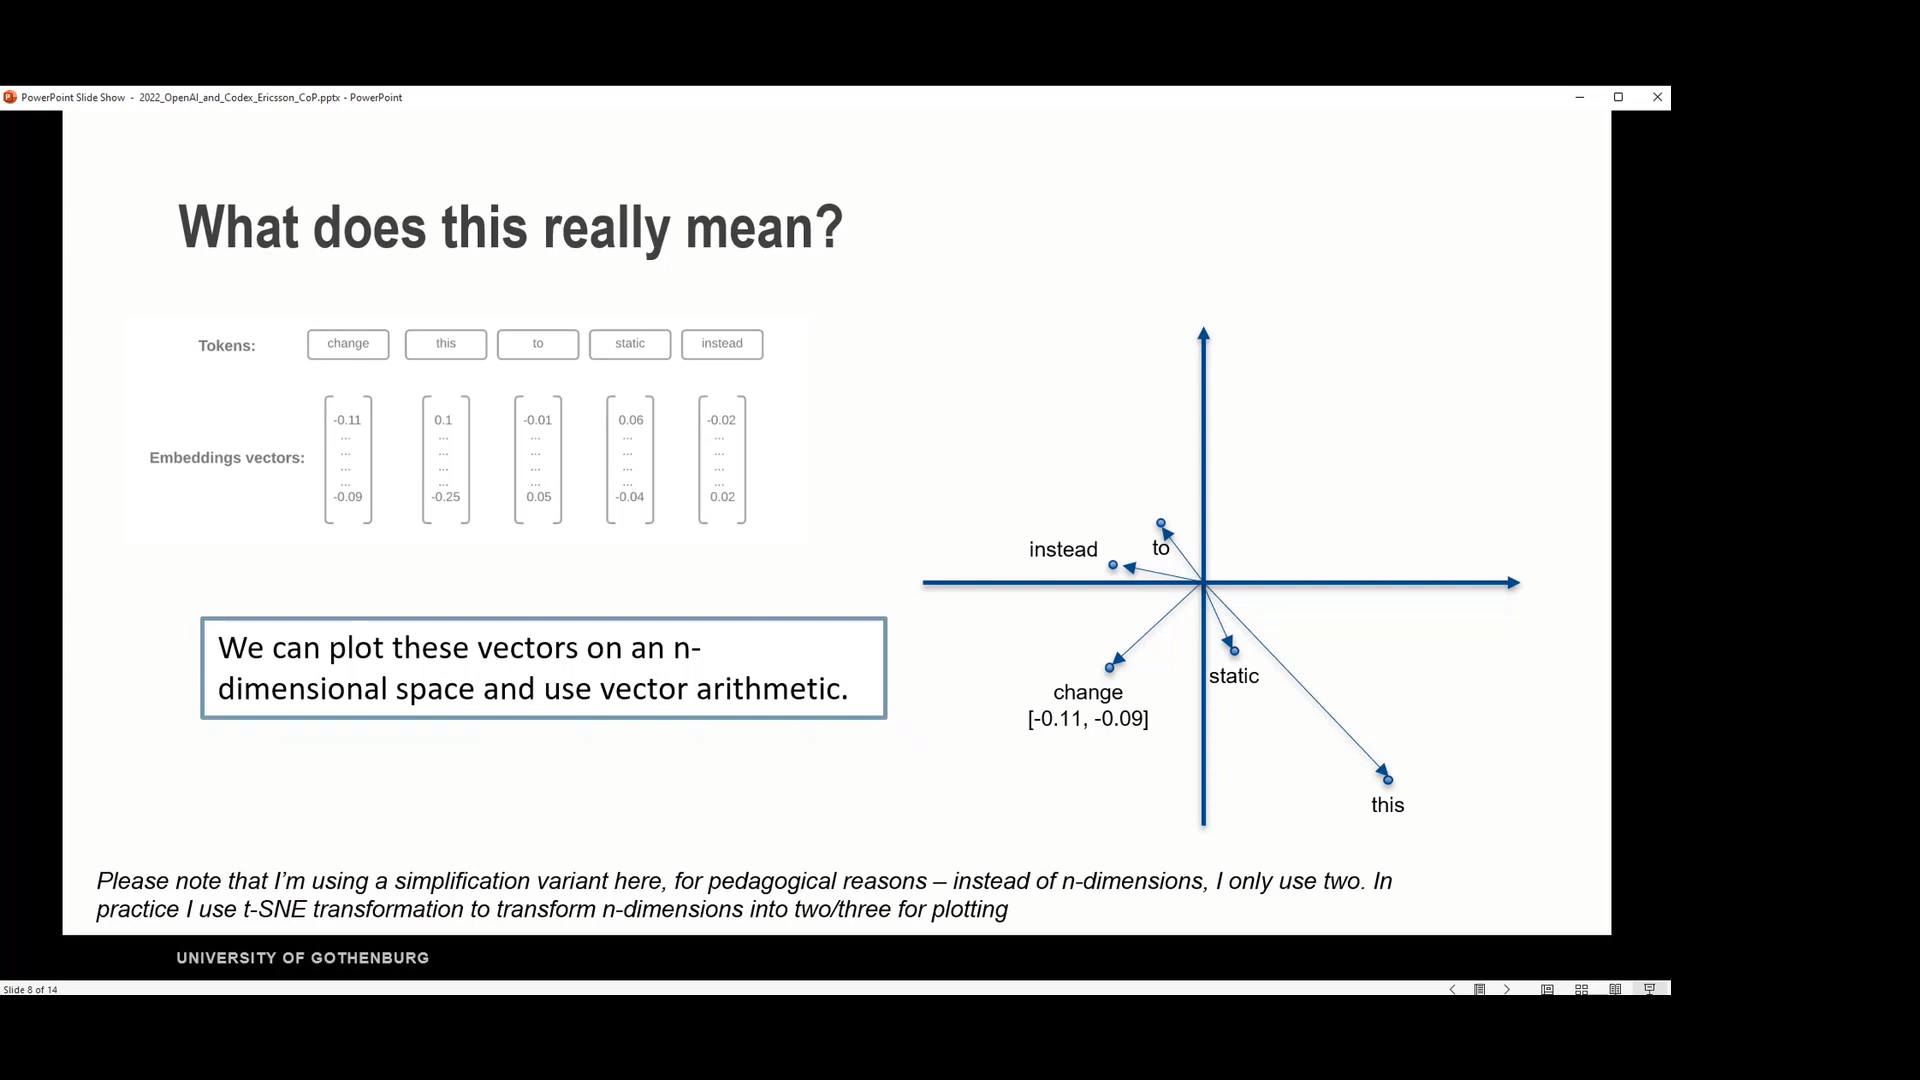 PowerPoint Slide Show - 2022_OpenAI_and_Codex_Ericsson_CoP.pptx - PowerPoint
What does this really mean?
Tokens: change this to static instead
Embeddings vectors:
-0.11 0.1 -0.01 0.06 -0.02
... ... ... ... ...
... ... ... ... ...
... ... ... ... ...
... ... ... ... ...
-0.09 -0.25 0.05 -0.04 0.02
We can plot these vectors on an n-
dimensional space and use vector arithmetic.
instead
to
static
change
[-0.11, -0.09]
this
Please note that I'm using a simplification variant here, for pedagogical reasons – instead of n-dimensions, I only use two. In
practice I use t-SNE transformation to transform n-dimensions into two/three for plotting
UNIVERSITY OF GOTHENBURG
Slide 8 of 14